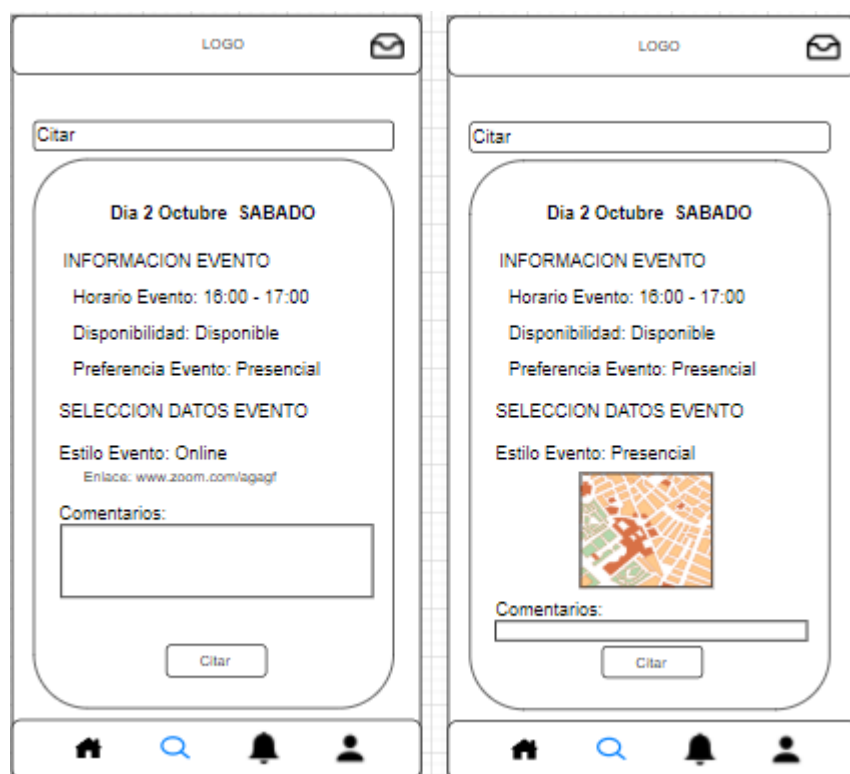 LOGO
Citar
Dia 2 Octubre SABADO
INFORMACION EVENTO
Horario Evento: 16:00 - 17:00
Disponibilidad: Disponible
Preferencia Evento: Presencial
SELECCION DATOS EVENTO
Estilo Evento: Online
Enlace: www.zoom.com/agagf
Comentarios:
Citar
LOGO
Citar
Dia 2 Octubre SABADO
INFORMACION EVENTO
Horario Evento: 16:00 - 17:00
Disponibilidad: Disponible
Preferencia Evento: Presencial
SELECCION DATOS EVENTO
Estilo Evento: Presencial
Comentarios:
Citar